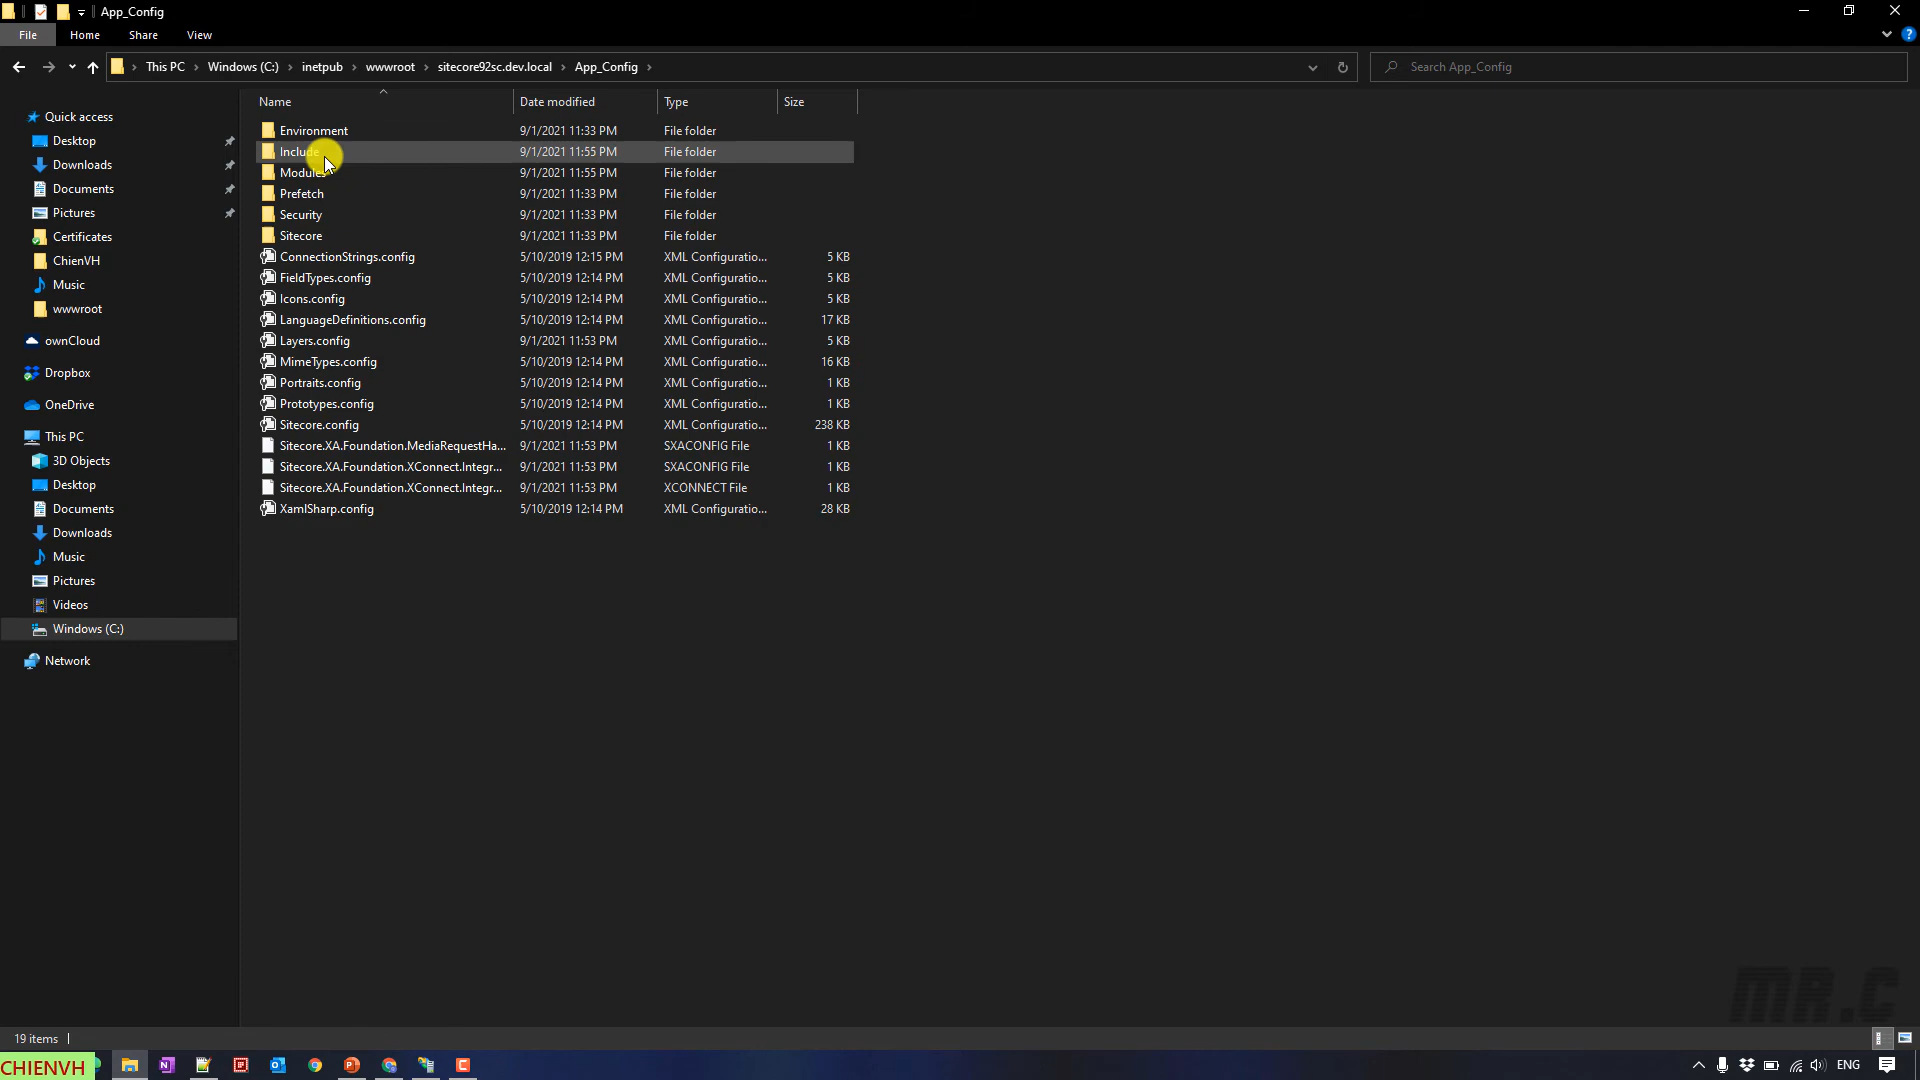 App_Config
File Home Share View
This PC Windows (C:) inetpub wwwroot sitecore92sc.dev.local App_Config
Search App_Config
Quick access
Desktop
Downloads
Documents
Pictures
Certificates
ChienVH
Music
wwwroot
ownCloud
Dropbox
OneDrive
This PC
3D Objects
Desktop
Documents
Downloads
Music
Pictures
Videos
Windows (C:)
Network
Name Date modified Type Size
Environment 9/1/2021 11:33 PM File folder
Include 9/1/2021 11:55 PM File folder
Modules 9/1/2021 11:55 PM File folder
Prefetch 9/1/2021 11:33 PM File folder
Security 9/1/2021 11:33 PM File folder
Sitecore 9/1/2021 11:33 PM File folder
ConnectionStrings.config 5/10/2019 12:15 PM XML Configuratio... 5 KB
FieldTypes.config 5/10/2019 12:14 PM XML Configuratio... 5 KB
Icons.config 5/10/2019 12:14 PM XML Configuratio... 5 KB
LanguageDefinitions.config 5/10/2019 12:14 PM XML Configuratio... 17 KB
Layers.config 9/1/2021 11:53 PM XML Configuratio... 5 KB
MimeTypes.config 5/10/2019 12:14 PM XML Configuratio... 16 KB
Portraits.config 5/10/2019 12:14 PM XML Configuratio... 1 KB
Prototypes.config 5/10/2019 12:14 PM XML Configuratio... 1 KB
Sitecore.config 5/10/2019 12:14 PM XML Configuratio... 238 KB
Sitecore.XA.Foundation.MediaRequestHa... 9/1/2021 11:53 PM SXACONFIG File 1 KB
Sitecore.XA.Foundation.XConnect.Integr... 9/1/2021 11:53 PM SXACONFIG File 1 KB
Sitecore.XA.Foundation.XConnect.Integr... 9/1/2021 11:53 PM XCONNECT File 1 KB
XamlSharp.config 5/10/2019 12:14 PM XML Configuratio... 28 KB
MR.C
19 items
CHIENVH
ENG